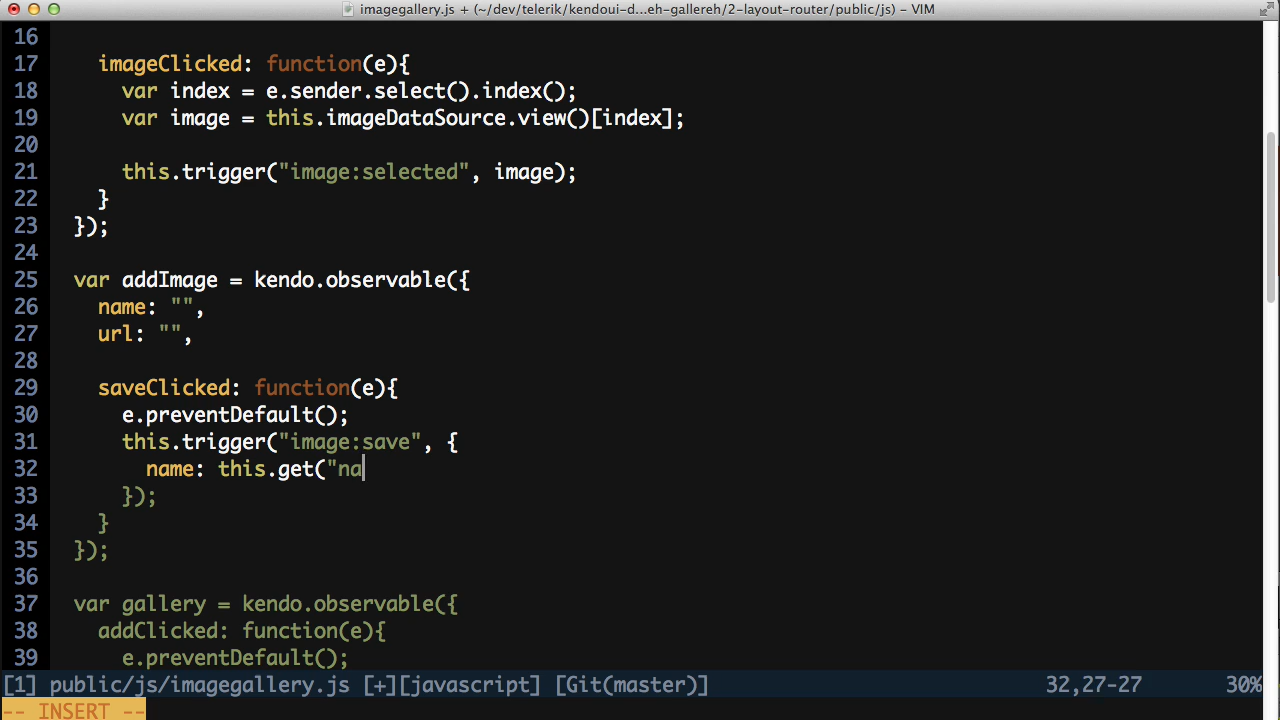 imagegallery.js + (~/dev/telerik/kendoui-d...eh-gallereh/2-layout-router/public/js) - VIM
16
17     imageClicked: function(e){
18       var index = e.sender.select().index();
19       var image = this.imageDataSource.view()[index];
20
21       this.trigger("image:selected", image);
22     }
23   });
24
25   var addImage = kendo.observable({
26     name: "",
27     url: "",
28
29     saveClicked: function(e){
30       e.preventDefault();
31       this.trigger("image:save", {
32         name: this.get("na
33       });
34     }
35   });
36
37   var gallery = kendo.observable({
38     addClicked: function(e){
39       e.preventDefault();
[1] public/js/imagegallery.js [+][javascript] [Git(master)] 32,27-27 30%
-- INSERT --